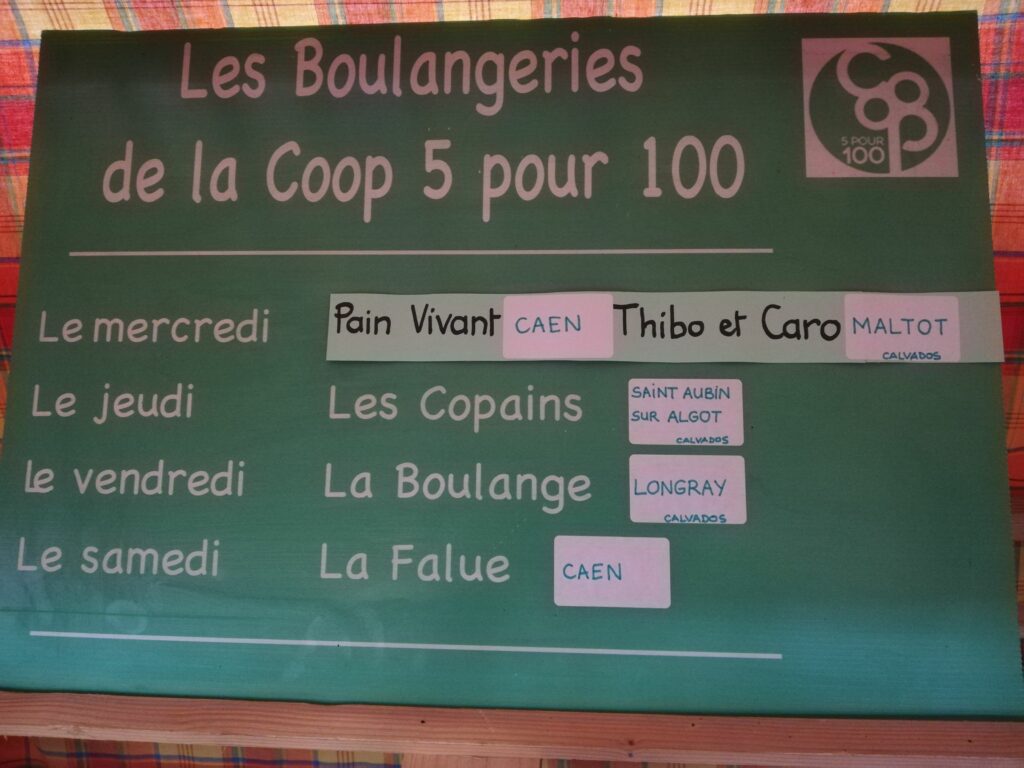 Les Boulangeries
de la Coop 5 pour 100
COOP
5 POUR
100
Le mercredi Pain Vivant CAEN Thibo et Caro MALTOT
CALVADOS
Le jeudi Les Copains SAINT AUBIN
SUR ALGOT
CALVADOS
Le vendredi La Boulange LONGRAY
CALVADOS
Le samedi La Falue CAEN